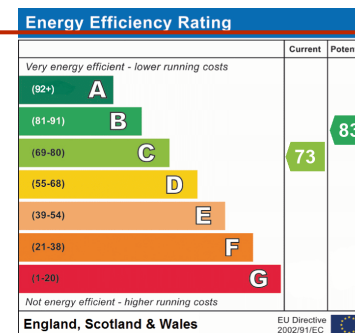 Energy Efficiency Rating
Current
Very energy efficient - lower running costs
(92+) A
(81-91) B
83
(69-80) C
73
(55-68) D
(39-54) E
(21-38) F
(1-20) G
Not energy efficient - higher running costs
England, Scotland & Wales
EU Directive
2002/91/EC